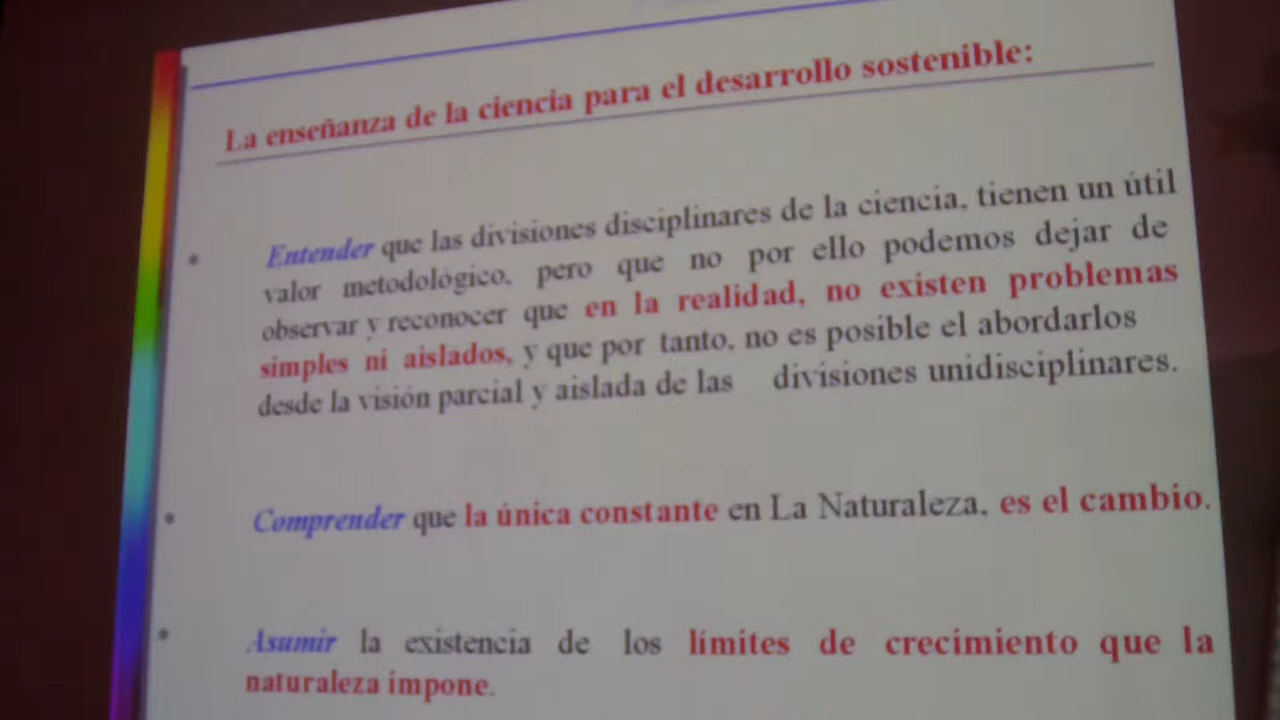 La enseñanza de la ciencia para el desarrollo sostenible:
• Entender que las divisiones disciplinares de la ciencia, tienen un útil
valor metodológico, pero que no por ello podemos dejar de
observar y reconocer que en la realidad, no existen problemas
simples ni aislados, y que por tanto, no es posible el abordarlos
desde la visión parcial y aislada de las divisiones unidisciplinares.
• Comprender que la única constante en La Naturaleza, es el cambio.
• Asumir la existencia de los límites de crecimiento que la
naturaleza impone.